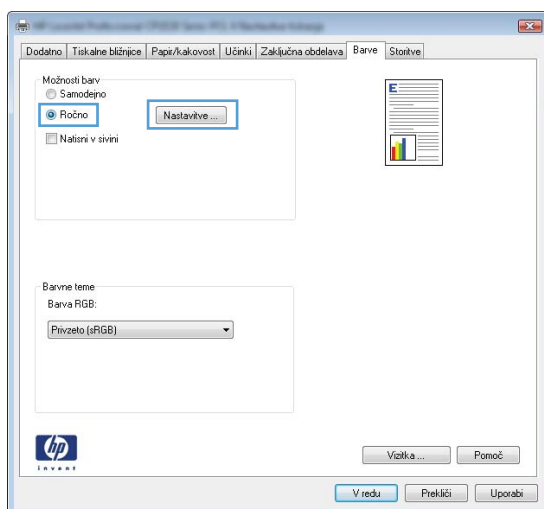 Dodatno Tiskalne bližnjice Papir/kakovost Učinki Zaključna obdelava Barve Storitve
Možnosti barv
Samodejno
Ročno Nastavitve ...
Natisni v sivini
E
Barvne teme
Barva RGB:
Privzeto (sRGB)
hp
invent
Vizitka ... Pomoč
V redu Prekliči Uporabi